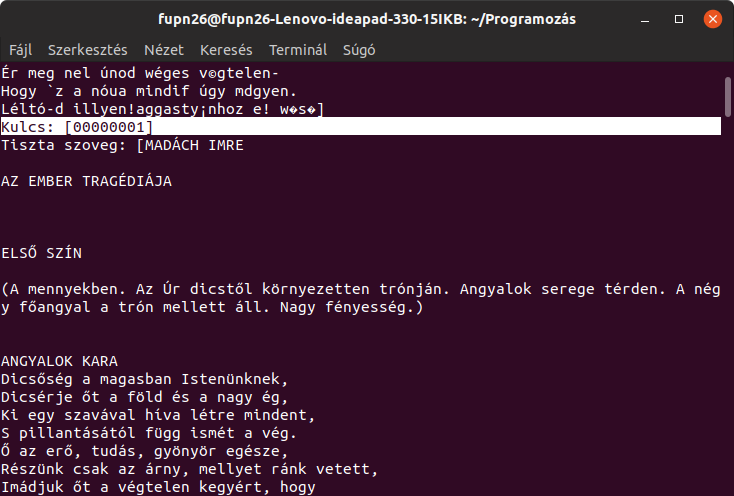 fupn26@fupn26-Lenovo-ideapad-330-15IKB: ~/Programozás
Fájl Szerkesztés Nézet Keresés Terminál Súgó
Ér meg nel únod wéges v©gtelen-
Hogy `z a nóua mindif úgy mdgyen.
Léltó-d illyen!aggasty¡nhoz e! w�s�]
Kulcs: [00000001]
Tiszta szoveg: [MADÁCH IMRE
AZ EMBER TRAGÉDIÁJA
ELSŐ SZÍN
(A mennyekben. Az Úr dicstől környezetten trónján. Angyalok serege térden. A nég
y főangyal a trón mellett áll. Nagy fényesség.)
ANGYALOK KARA
Dicsőség a magasban Istenünknek,
Dicsérje őt a föld és a nagy ég,
Ki egy szavával híva létre mindent,
S pillantásától függ ismét a vég.
Ő az erő, tudás, gyönyör egésze,
Részünk csak az árny, mellyet ránk vetett,
Imádjuk őt a végtelen kegyért, hogy